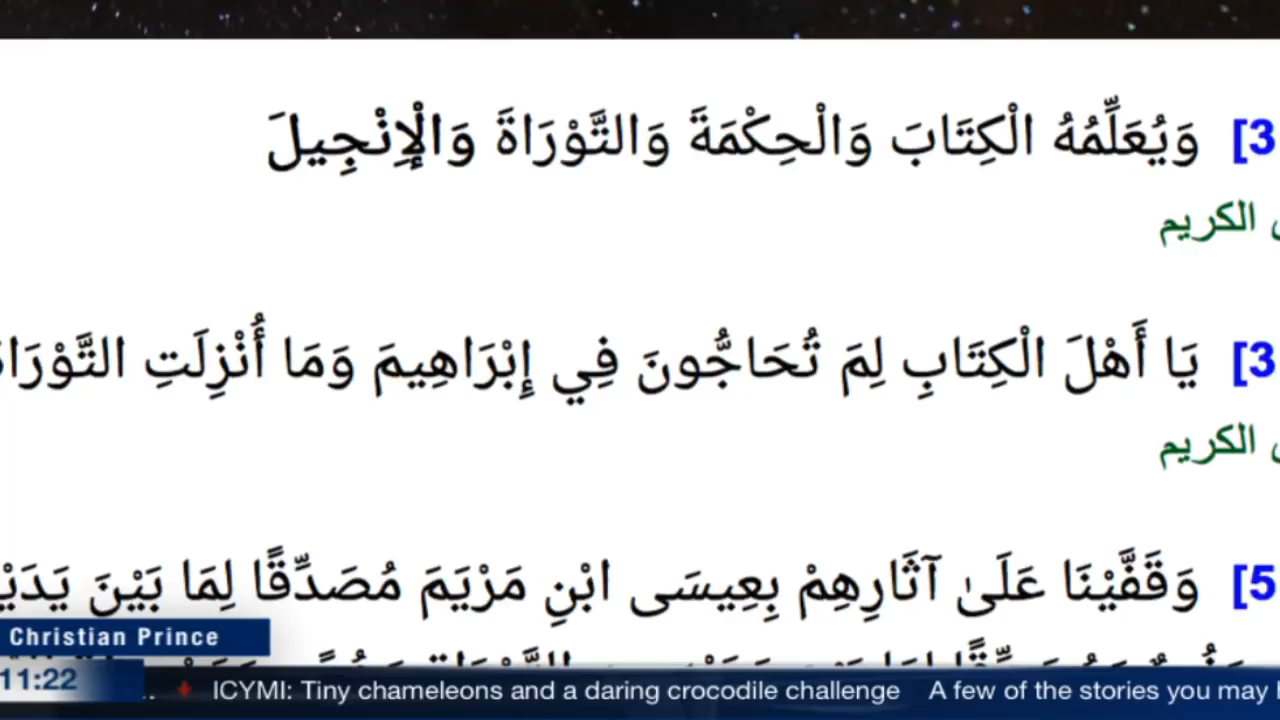 [3 وَيُعَلِّمُهُ الْكِتَابَ وَالْحِكْمَةَ وَالتَّوْرَاةَ وَالْإِنْجِيلَ
الكريم
[3 يَا أَهْلَ الْكِتَابِ لِمَ تُحَاجُّونَ فِي إِبْرَاهِيمَ وَمَا أُنْزِلَتِ التَّوْرَا
الكريم
[5 وَقَفَّيْنَا عَلَىٰ آثَارِهِمْ بِعِيسَى ابْنِ مَرْيَمَ مُصَدِّقًا لِمَا بَيْنَ يَدَيْ
Christian Prince
11:22 ... ICYMI: Tiny chameleons and a daring crocodile challenge A few of the stories you may